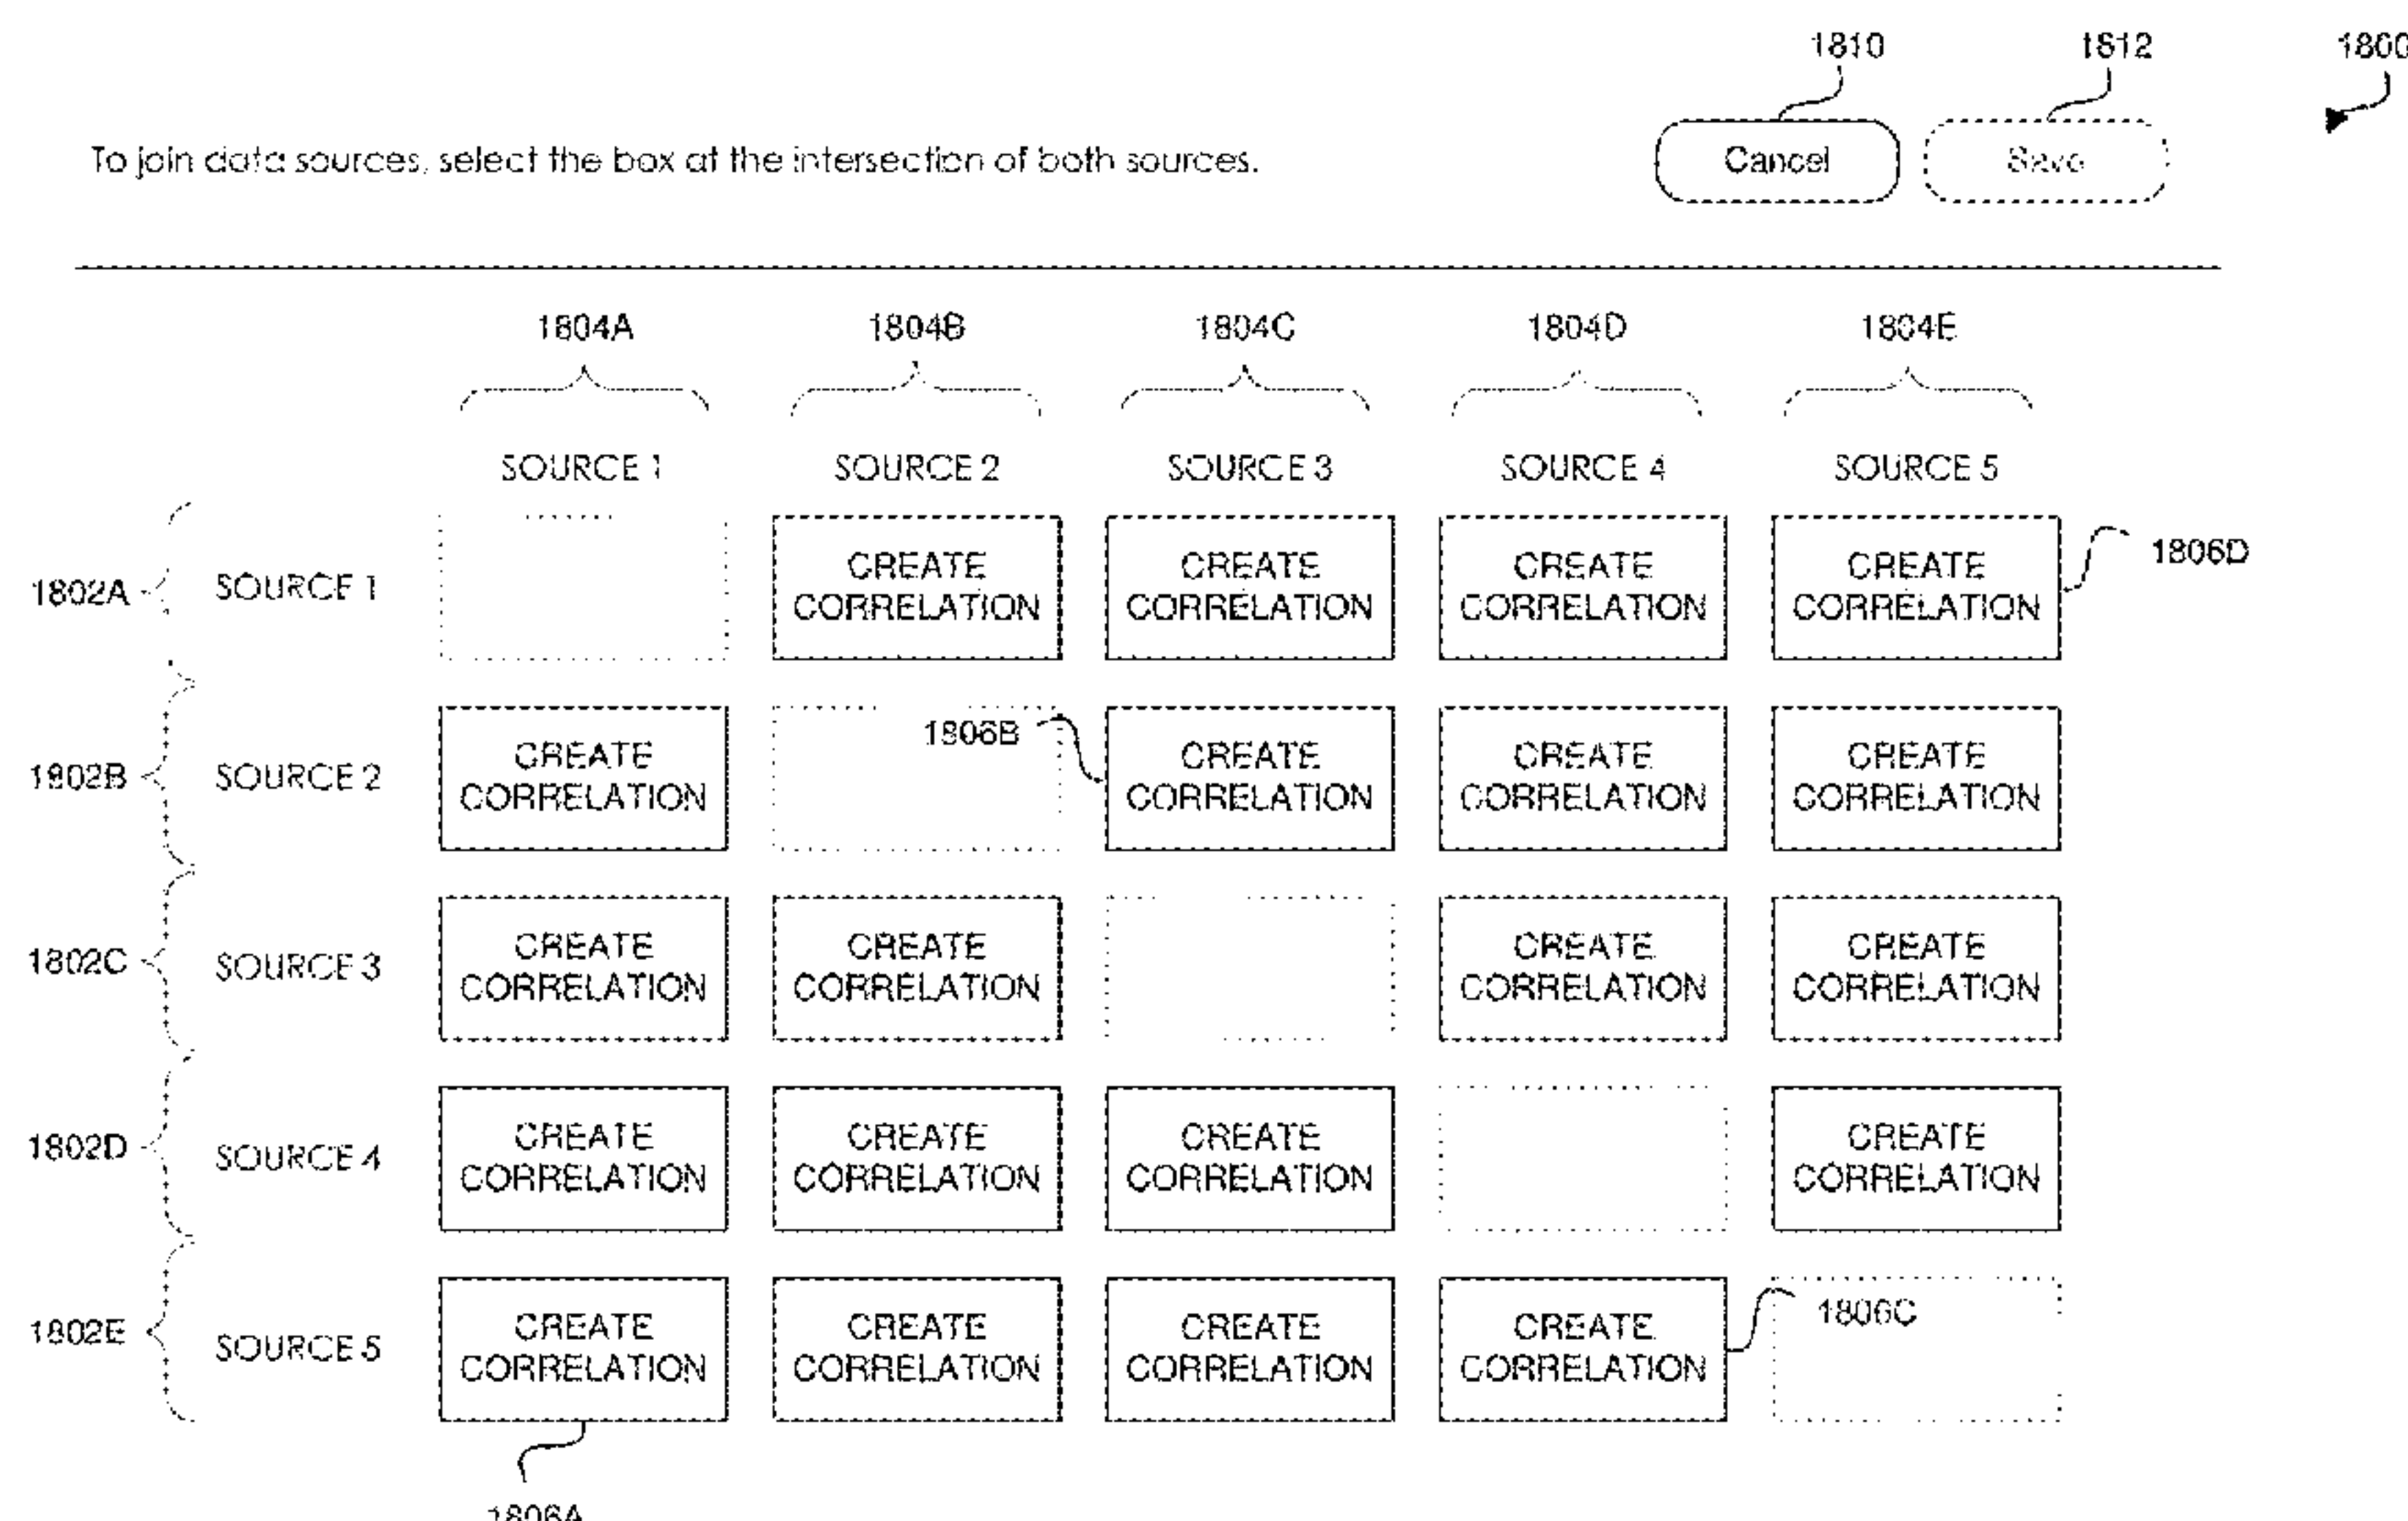 1810 1812 1800
To join data sources, select the box at the intersection of both sources.
Cancel Save
1804A 1804B 1804C 1804D 1804E
SOURCE 1 SOURCE 2 SOURCE 3 SOURCE 4 SOURCE 5
1802A SOURCE 1
CREATE CORRELATION
CREATE CORRELATION
CREATE CORRELATION
CREATE CORRELATION
1806D
1802B SOURCE 2
CREATE CORRELATION
1806B
CREATE CORRELATION
CREATE CORRELATION
CREATE CORRELATION
1802C SOURCE 3
CREATE CORRELATION
CREATE CORRELATION
CREATE CORRELATION
CREATE CORRELATION
1802D SOURCE 4
CREATE CORRELATION
CREATE CORRELATION
CREATE CORRELATION
CREATE CORRELATION
1802E SOURCE 5
CREATE CORRELATION
CREATE CORRELATION
CREATE CORRELATION
CREATE CORRELATION
1806C
1806A